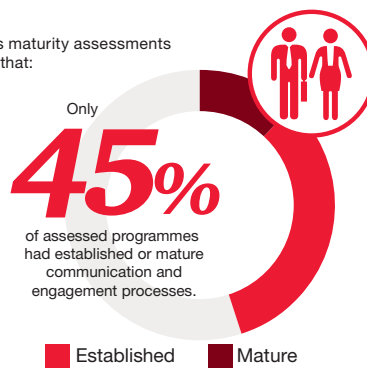 s maturity assessments
that:
Only
45%
of assessed programmes
had established or mature
communication and
engagement processes.
Established
Mature